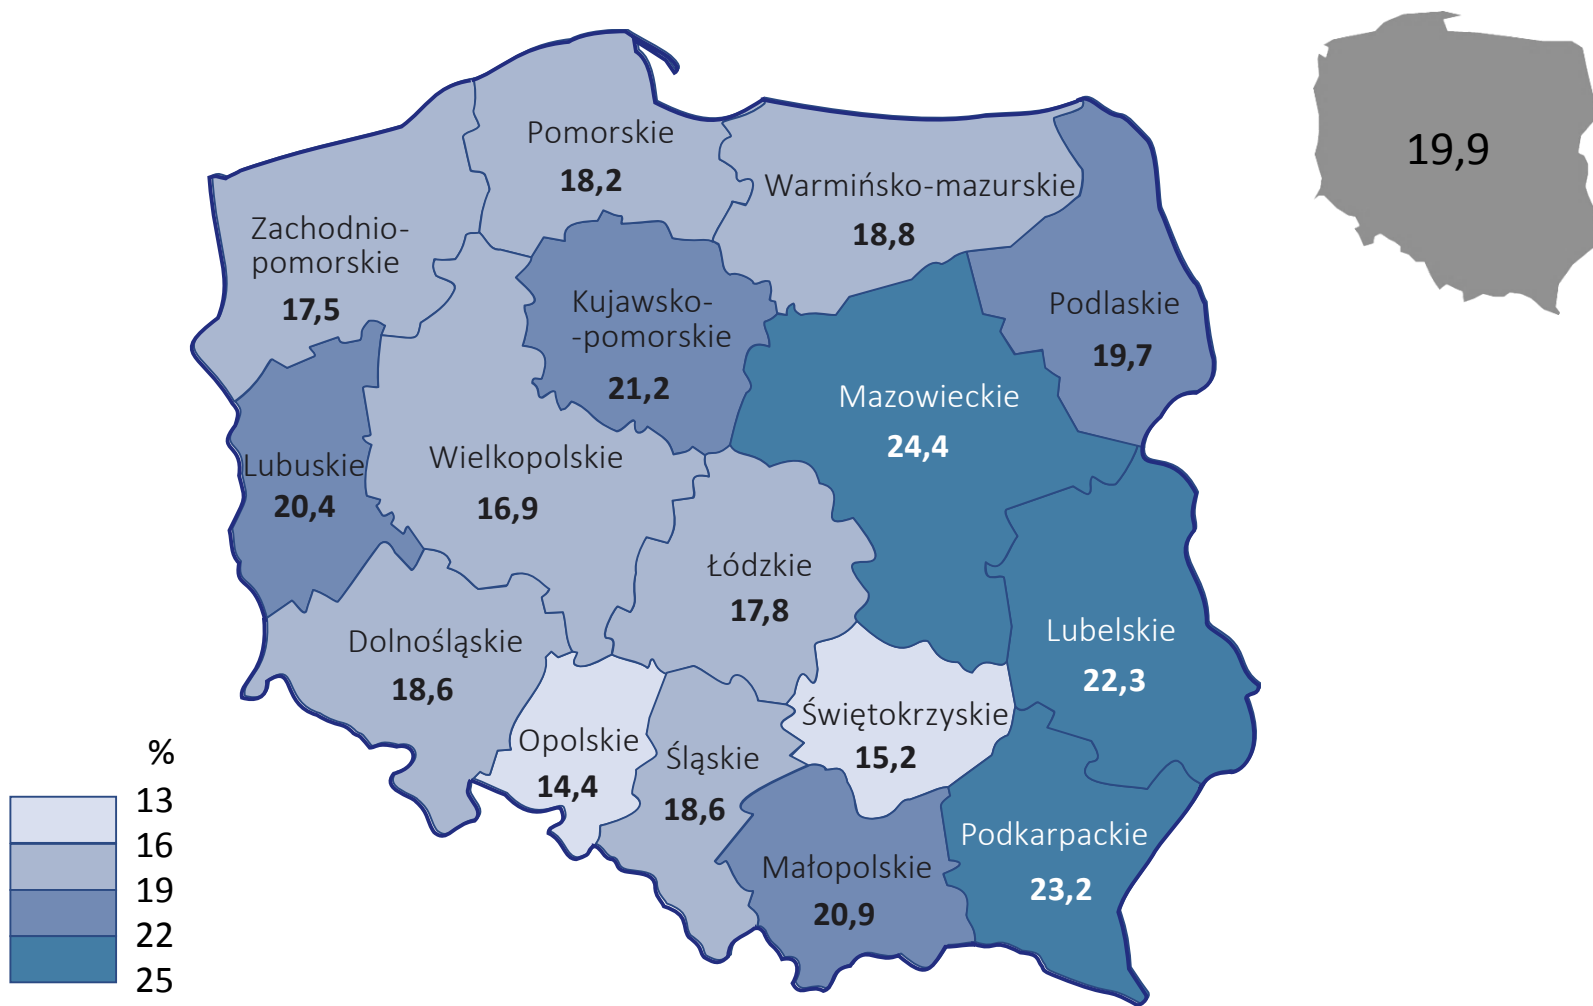 Pomorskie
18,2
Warmińsko-mazurskie
18,8
19,9
Zachodnio-
pomorskie
17,5
Kujawsko-
-pomorskie
21,2
Podlaskie
19,7
Mazowieckie
24,4
Lubuskie
20,4
Wielkopolskie
16,9
Łódzkie
17,8
Dolnośląskie
18,6
Lubelskie
22,3
Opolskie
14,4
Śląskie
18,6
Świętokrzyskie
15,2
Małopolskie
20,9
Podkarpackie
23,2
%
13
16
19
22
25